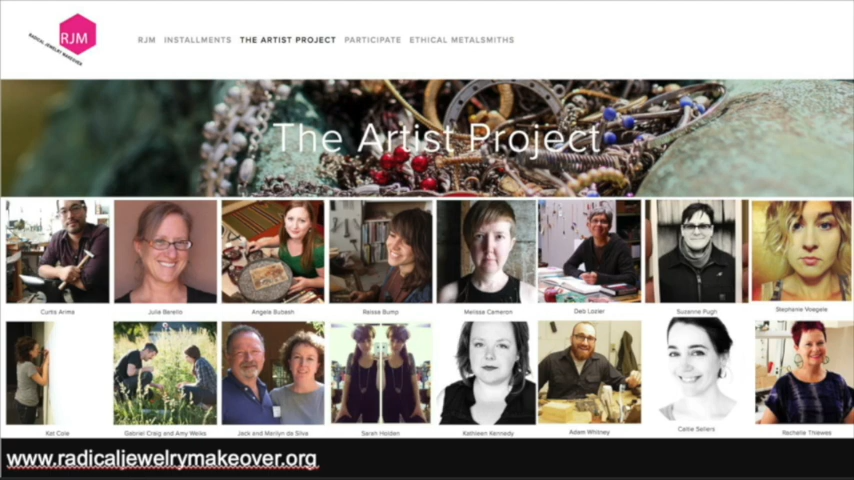 RJM
RADICAL JEWELRY MAKEOVER
RJM INSTALLMENTS THE ARTIST PROJECT PARTICIPATE ETHICAL METALSMITHS
The Artist Project
Curtis Arima Julia Barello Angela Bubash Raissa Bump Melissa Cameron Deb Lozier Susanne Pugh Stephanie Voegele
Kat Cole Gabriel Craig and Amy Weiks Jack and Marilyn da Silva Sarah Holden Kathleen Kennedy Adam Whitney Caitie Sellers Rachelle Thiewes
www.radicaljewelrymakeover.org